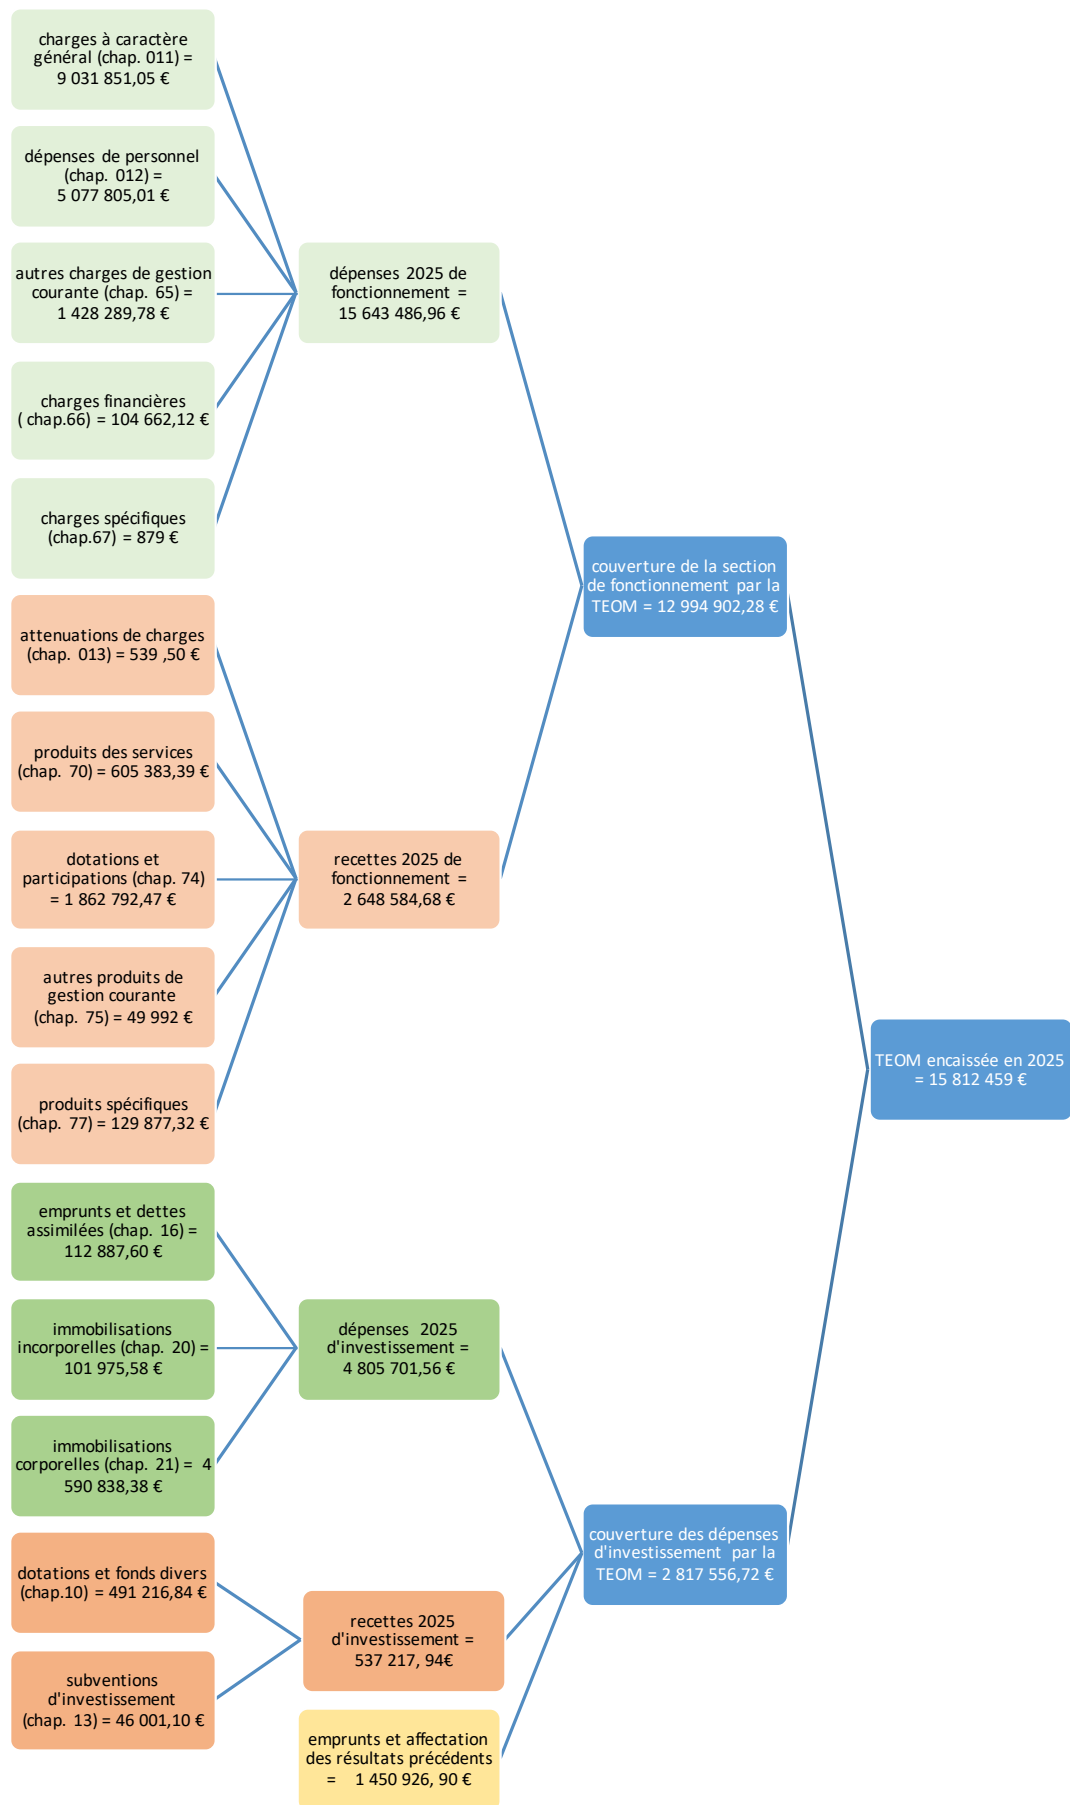 charges à caractère
général (chap. 011) =
9 031 851,05 €
dépenses de personnel
(chap. 012) =
5 077 805,01 €
autres charges de gestion
courante (chap. 65) =
1 428 289,78 €
charges financières
( chap.66) = 104 662,12 €
charges spécifiques
(chap.67) = 879 €
attenuations de charges
(chap. 013) = 539 ,50 €
produits des services
(chap. 70) = 605 383,39 €
dotations et
participations (chap. 74)
= 1 862 792,47 €
autres produits de
gestion courante
(chap. 75) = 49 992 €
produits spécifiques
(chap. 77) = 129 877,32 €
emprunts et dettes
assimilées (chap. 16) =
112 887,60 €
immobilisations
incorporelles (chap. 20) =
101 975,58 €
immobilisations
corporelles (chap. 21) = 4
590 838,38 €
dotations et fonds divers
(chap.10) = 491 216,84 €
subventions
d'investissement
(chap. 13) = 46 001,10 €
dépenses 2025 de
fonctionnement =
15 643 486,96 €
recettes 2025 de
fonctionnement =
2 648 584,68 €
dépenses 2025
d'investissement =
4 805 701,56 €
recettes 2025
d'investissement =
537 217, 94€
emprunts et affectation
des résultats précédents
= 1 450 926, 90 €
couverture de la section
de fonctionnement par la
TEOM = 12 994 902,28 €
couverture des dépenses
d'investissement par la
TEOM = 2 817 556,72 €
TEOM encaissée en 2025
= 15 812 459 €